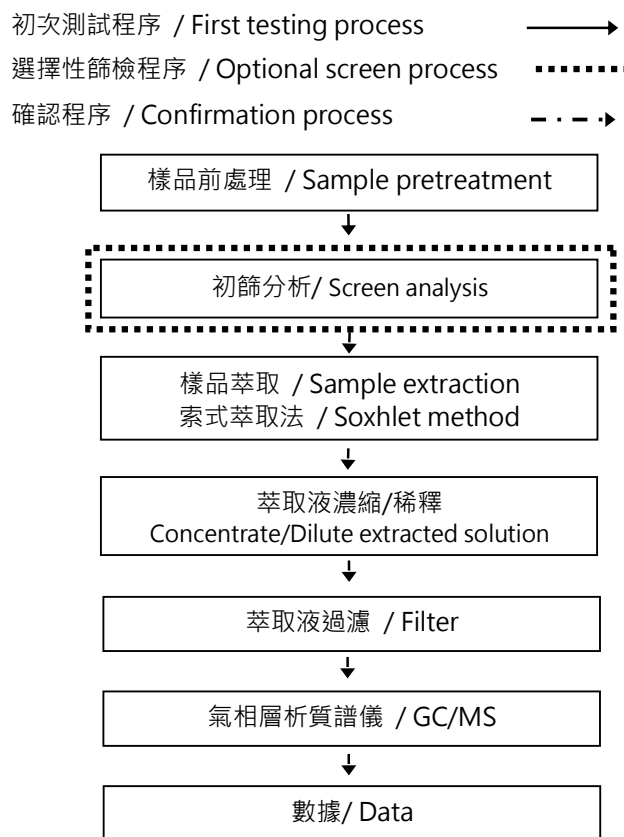 初次測試程序 / First testing process
選擇性篩檢程序 / Optional screen process
確認程序 / Confirmation process
樣品前處理 / Sample pretreatment
初篩分析/ Screen analysis
樣品萃取 / Sample extraction
索式萃取法 / Soxhlet method
萃取液濃縮/稀釋
Concentrate/Dilute extracted solution
萃取液過濾 / Filter
氣相層析質譜儀 / GC/MS
數據/ Data